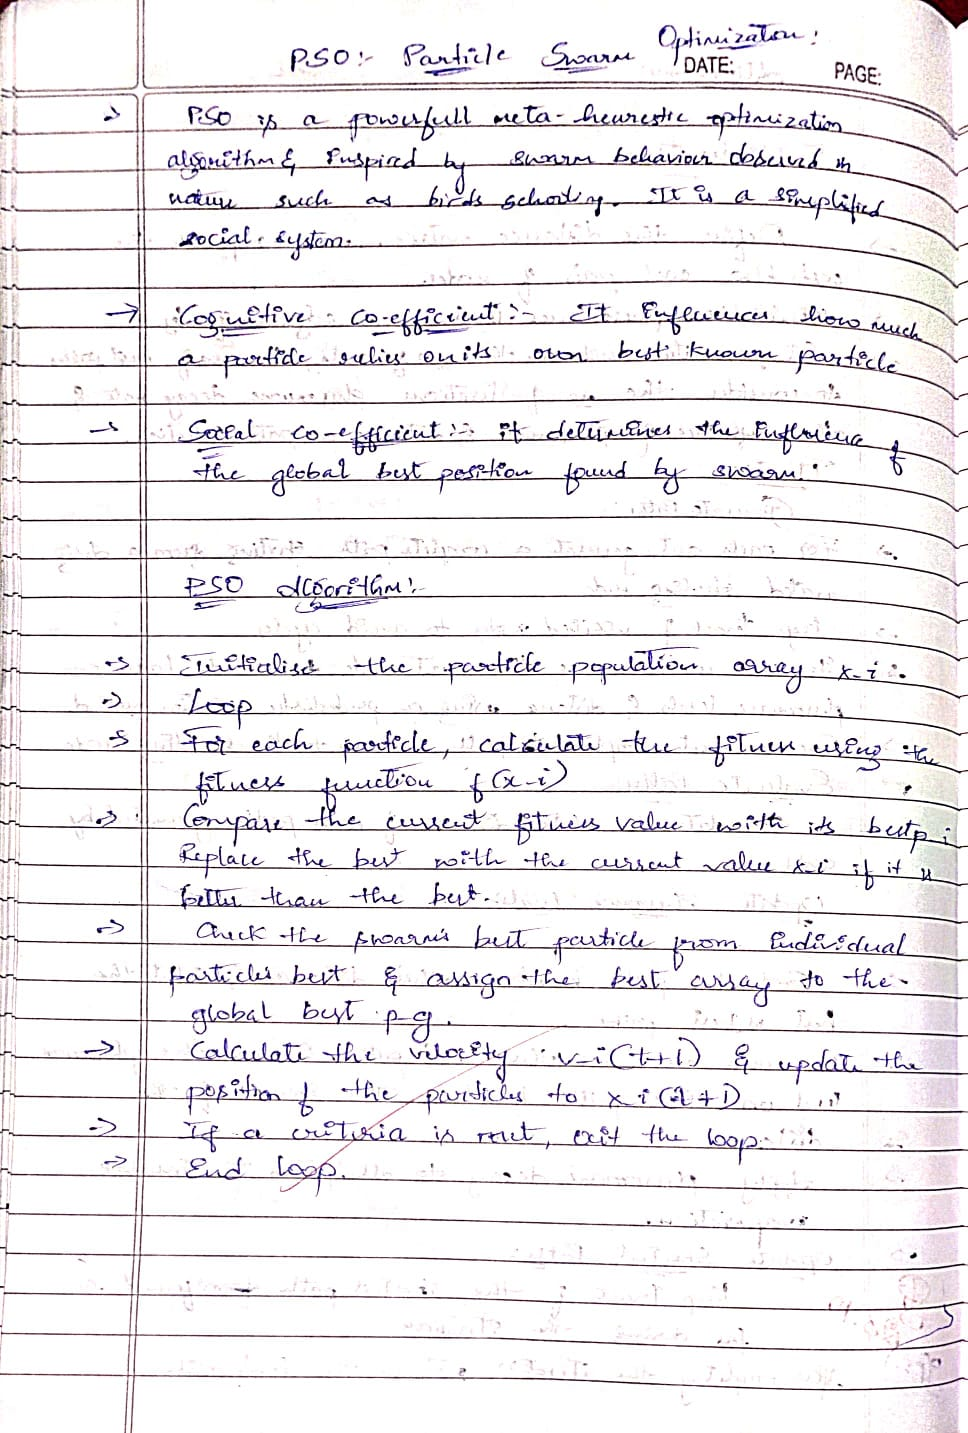 PSO:- Particle Swarm Optimization:
DATE:
PAGE:
PSO is a powerfull meta-heurestic optimization
algorithm & inspired by swarm behaviour observed in
nature such as birds schooling. It is a simplified
social system.
Cognitive co-efficient :- It influences how much
a particle relies on its own best known particle
Social co-efficient :- it determines the influence of
the global best position found by swarm.
PSO Algorithm:-
→ Initialise the particle population array x-i.
→ Loop
→ For each particle, calculate the fitness using the
fitness function f(x-i)
→ Compare the current fitness value with its best p i
Replace the best with the current value x-i if it is
better than the best.
→ Check the swarm's best particle from individual
particles best & assign the best array to the
global best p-g.
→ Calculate the velocity v-i(t+1) & update the
position of the particles to x i(t+1)
→ If a criteria is met, exit the loop.
→ End loop.